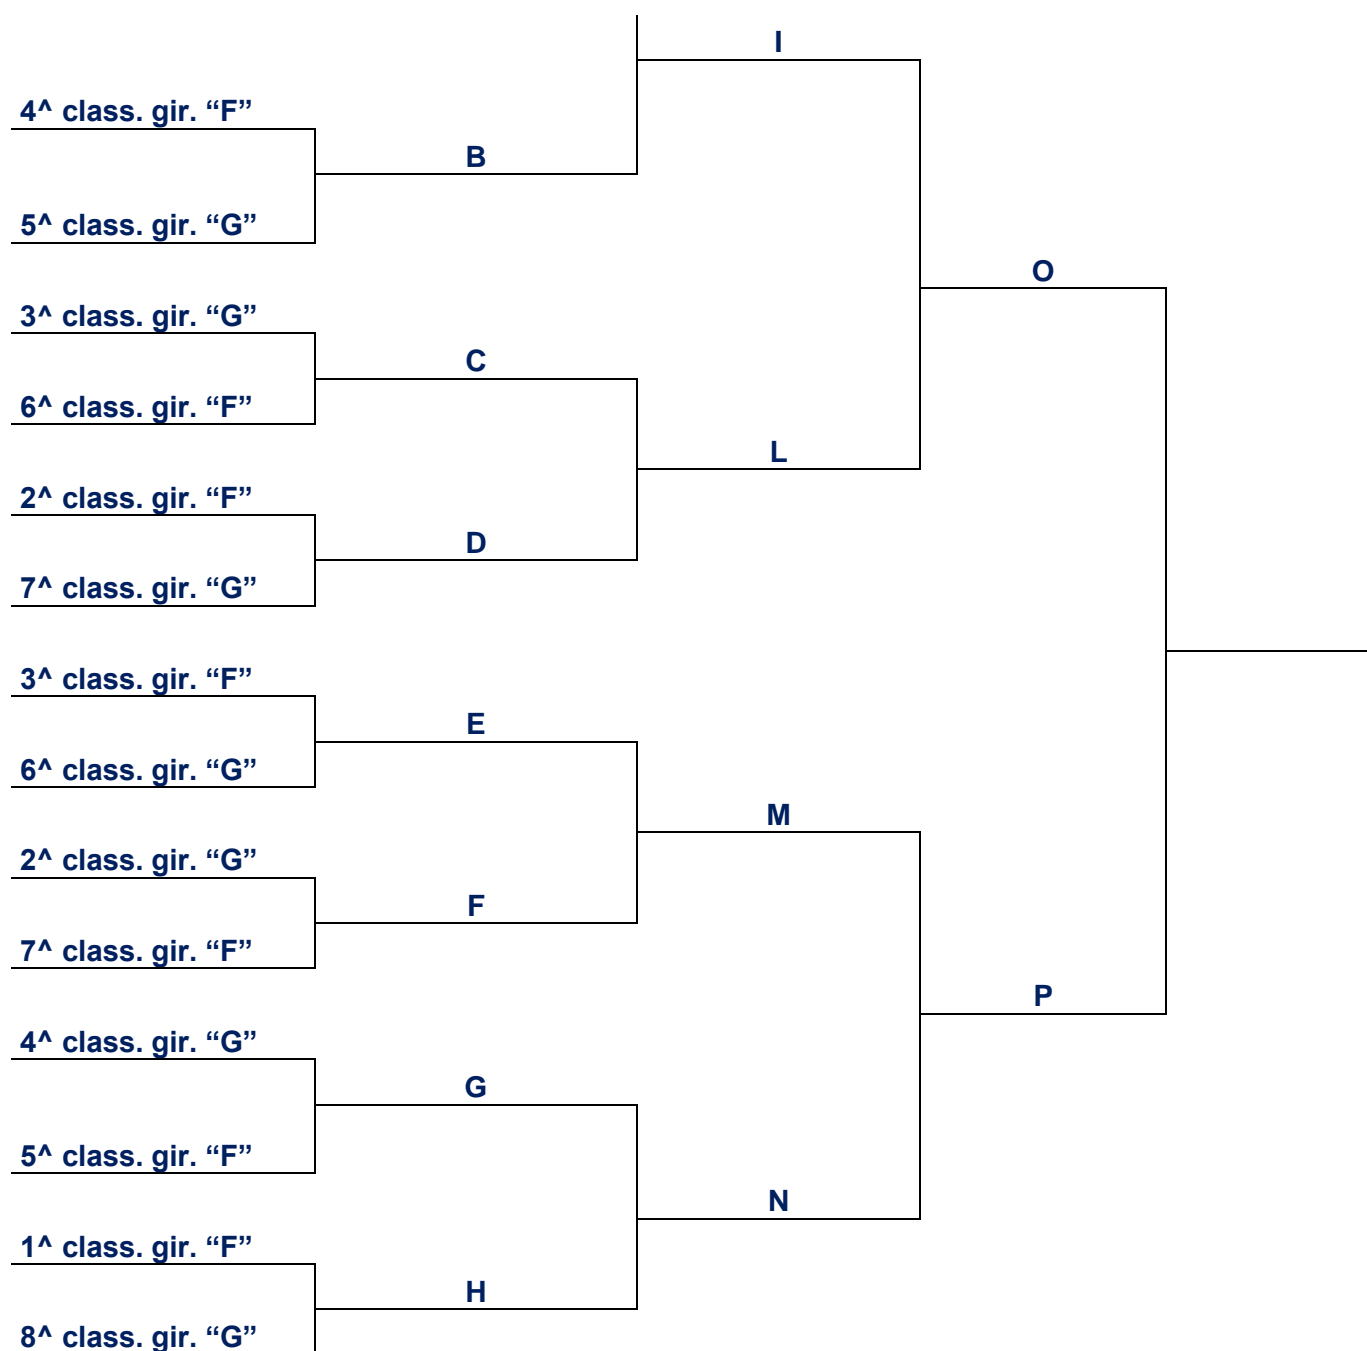 I
4^ class. gir. “F”
B
5^ class. gir. “G”
O
3^ class. gir. “G”
C
6^ class. gir. “F”
L
2^ class. gir. “F”
D
7^ class. gir. “G”
3^ class. gir. “F”
E
6^ class. gir. “G”
M
2^ class. gir. “G”
F
7^ class. gir. “F”
P
4^ class. gir. “G”
G
5^ class. gir. “F”
N
1^ class. gir. “F”
H
8^ class. gir. “G”